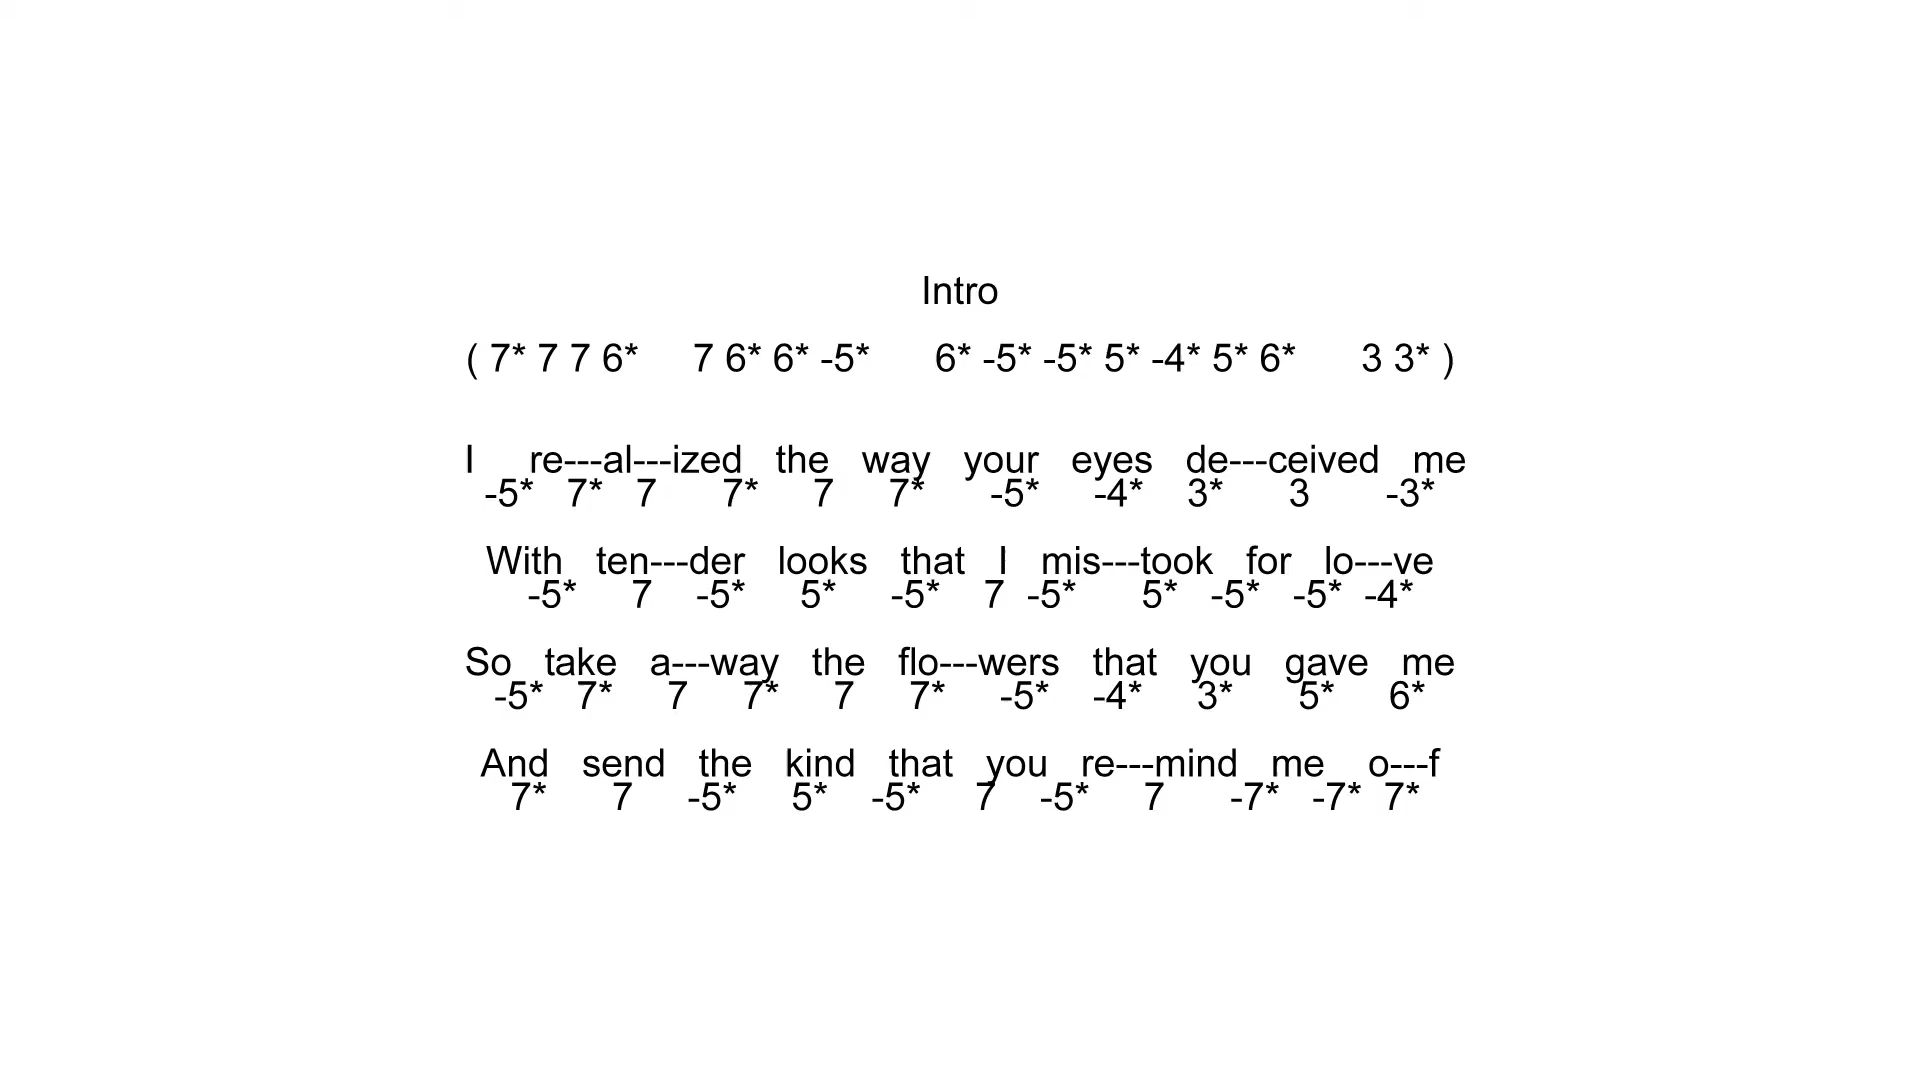 Intro
( 7* 7 7 6* 7 6* 6* -5* 6* -5* -5* 5* -4* 5* 6* 3 3* )
I re---al---ized the way your eyes de---ceived me
-5* 7* 7 7* 7 7* -5* -4* 3* 3 -3*
With ten---der looks that I mis---took for lo---ve
-5* 7 -5* 5* -5* 7 -5* 5* -5* -5* -4*
So take a---way the flo---wers that you gave me
-5* 7* 7 7* 7 7* -5* -4* 3* 5* 6*
And send the kind that you re---mind me o---f
7* 7 -5* 5* -5* 7 -5* 7 -7* -7* 7*